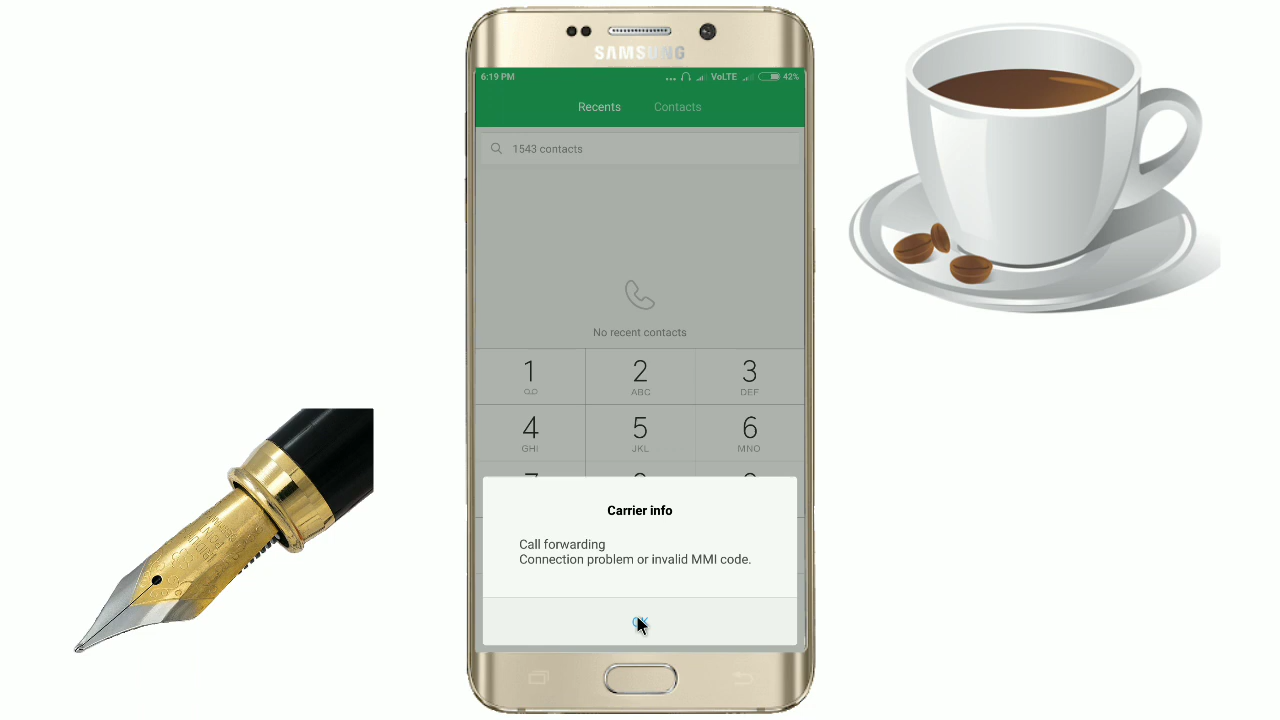 SAMSUNG
6:19 PM
VoLTE
42%
Recents
Contacts
1543 contacts
No recent contacts
1
2
ABC
3
DEF
4
GHI
5
JKL
6
MNO
Carrier info
Call forwarding
Connection problem or invalid MMI code.
OK